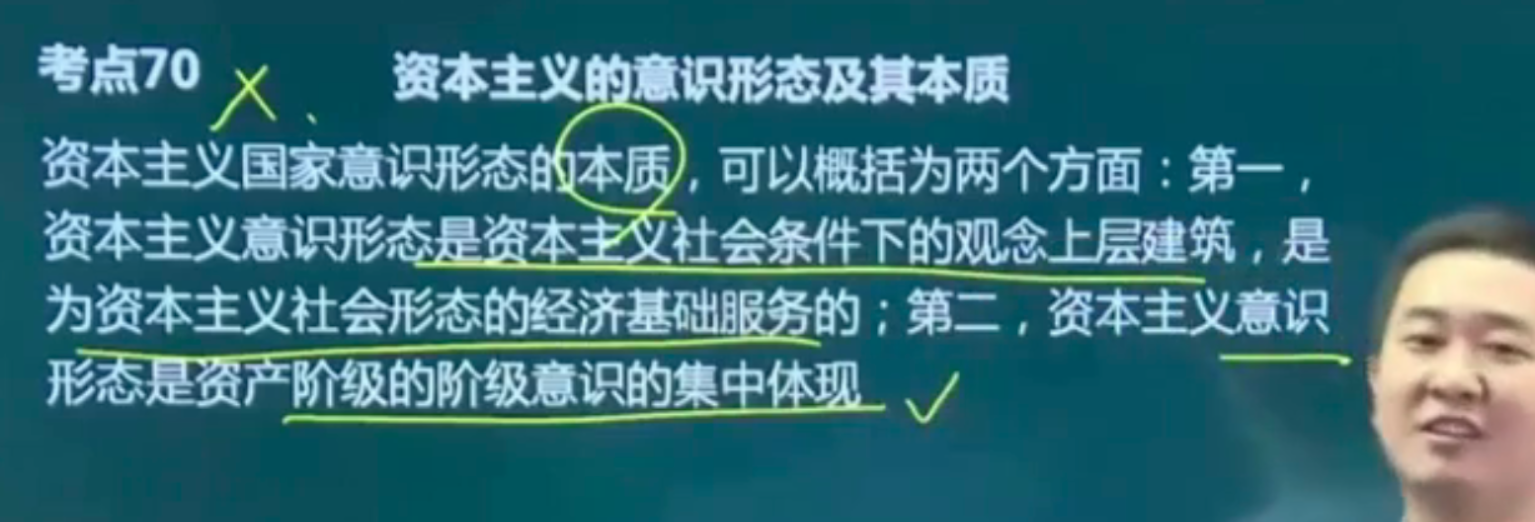 考点70 资本主义的意识形态及其本质
资本主义国家意识形态的本质，可以概括为两个方面：第一，
资本主义意识形态是资本主义社会条件下的观念上层建筑，是
为资本主义社会形态的经济基础服务的；第二，资本主义意识
形态是资产阶级的阶级意识的集中体现